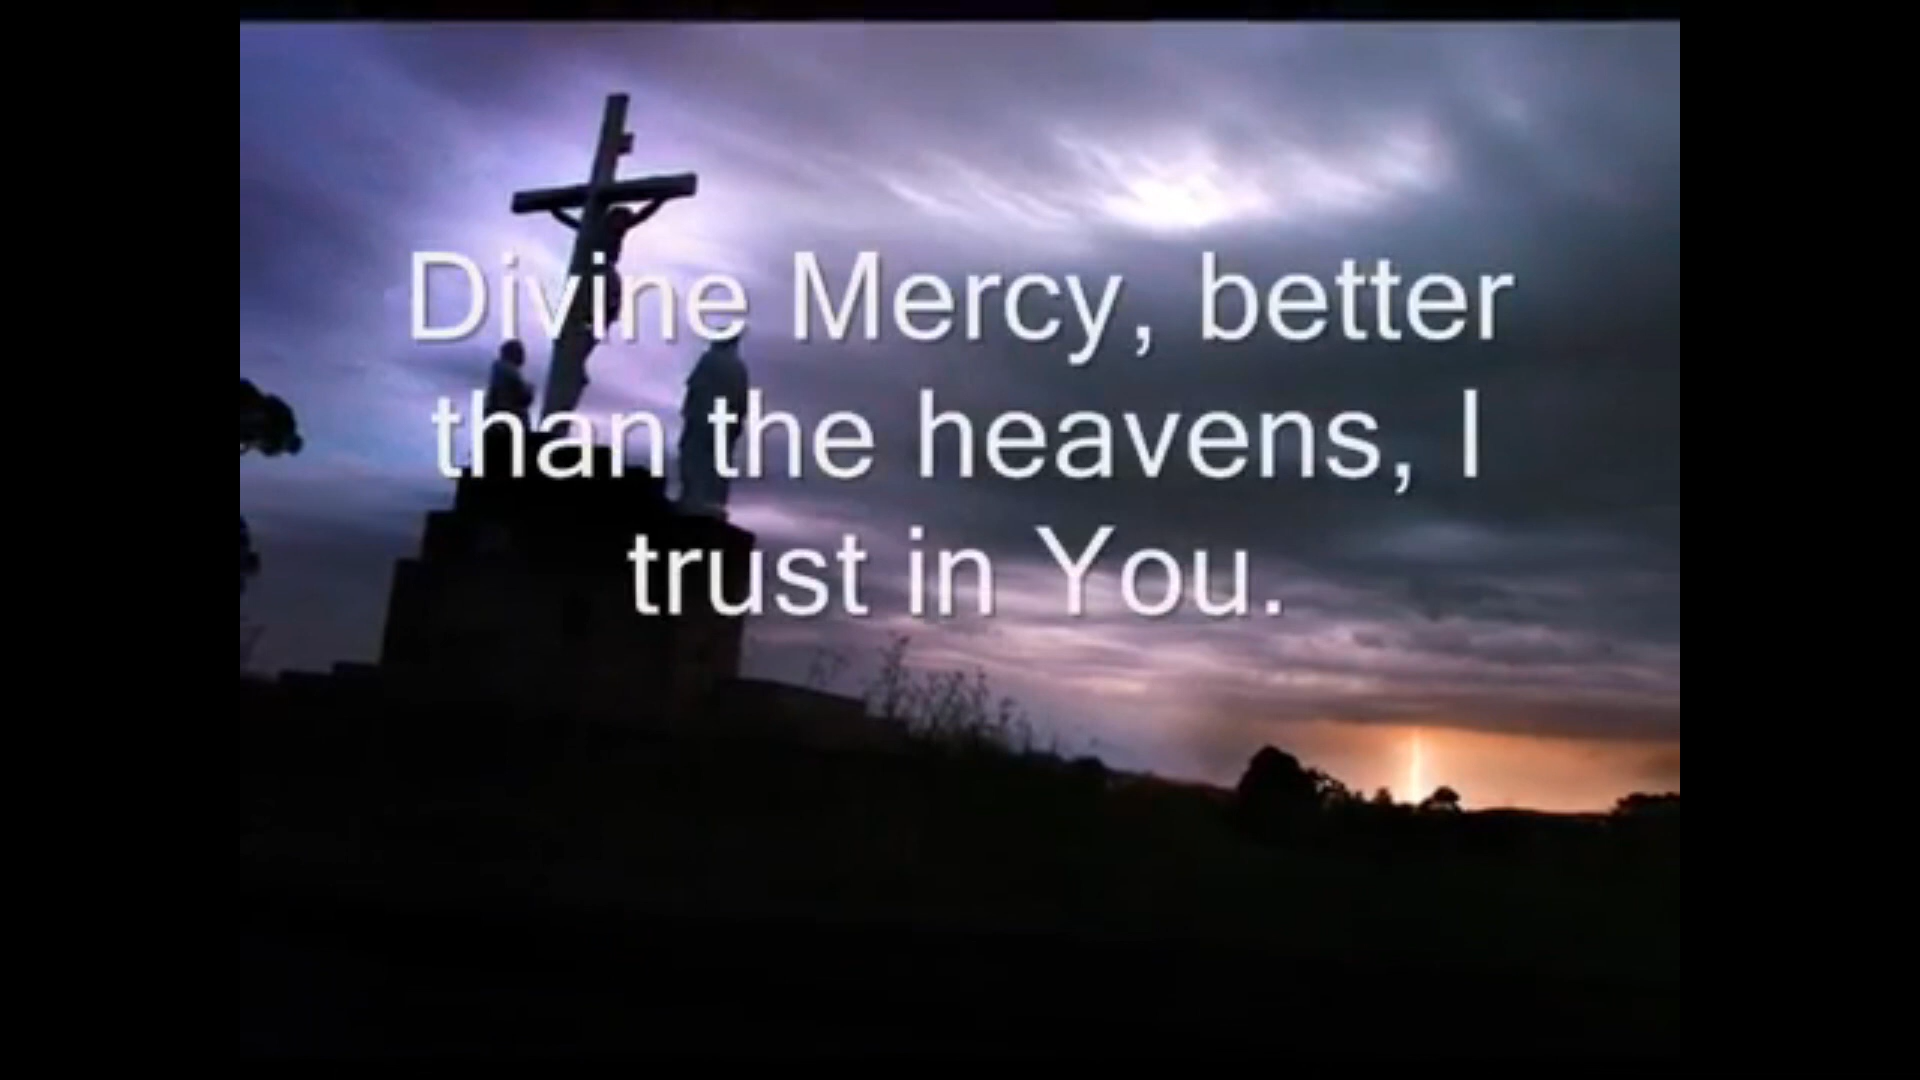 Divine Mercy, better
than the heavens, I
trust in You.